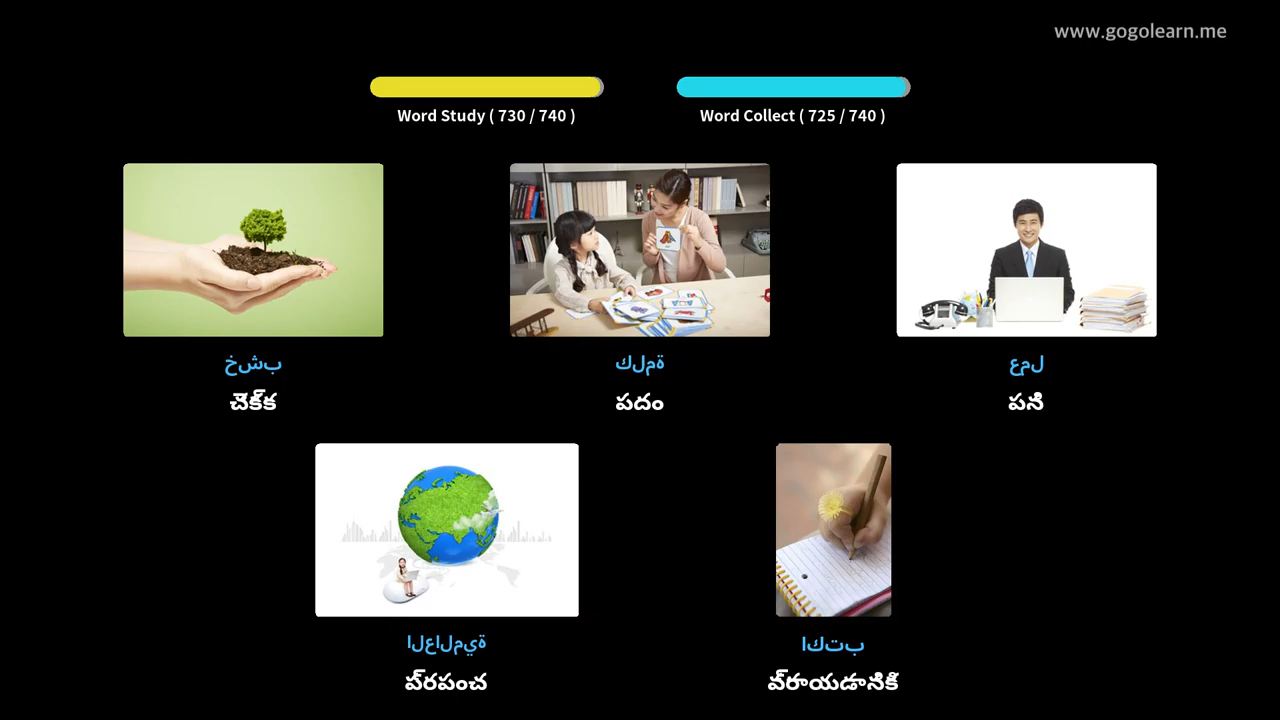 www.gogolearn.me
Word Study ( 730 / 740 )
Word Collect ( 725 / 740 )
خشب
చెక్క
كلمة
పదం
عمل
పని
العالمية
ప్రపంచ
اكتب
వ్రాయడానికి